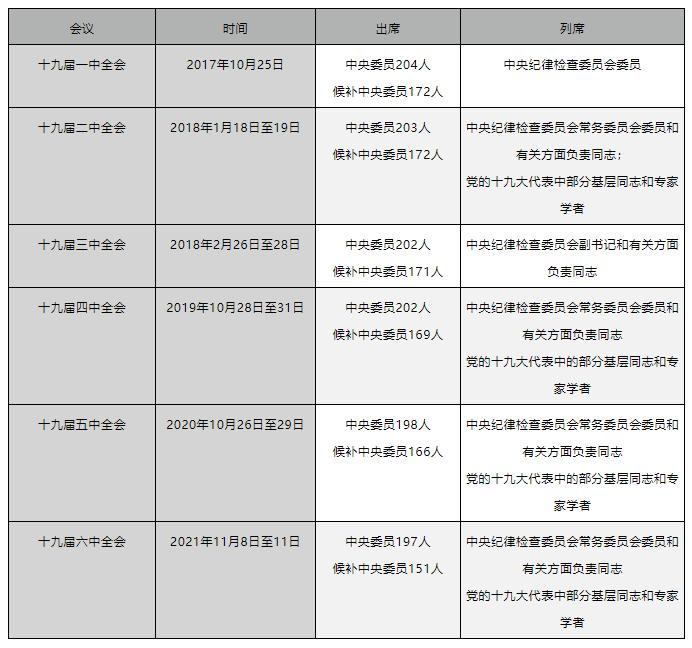 会议 时间 出席 列席
十九届一中全会 2017年10月25日 中央委员204人 中央纪律检查委员会委员
候补中央委员172人
十九届二中全会 2018年1月18日至19日 中央委员203人 中央纪律检查委员会常务委员会委员和
候补中央委员172人 有关方面负责同志；
党的十九大代表中部分基层同志和专家
学者
十九届三中全会 2018年2月26日至28日 中央委员202人 中央纪律检查委员会副书记和有关方面
候补中央委员171人 负责同志
十九届四中全会 2019年10月28日至31日 中央委员202人 中央纪律检查委员会常务委员会委员和
候补中央委员169人 有关方面负责同志
党的十九大代表中的部分基层同志和专
家学者
十九届五中全会 2020年10月26日至29日 中央委员198人 中央纪律检查委员会常务委员会委员和
候补中央委员166人 有关方面负责同志
党的十九大代表中的部分基层同志和专
家学者
十九届六中全会 2021年11月8日至11日 中央委员197人 中央纪律检查委员会常务委员会委员和
候补中央委员151人 有关方面负责同志
党的十九大代表中部分基层同志和专家
学者